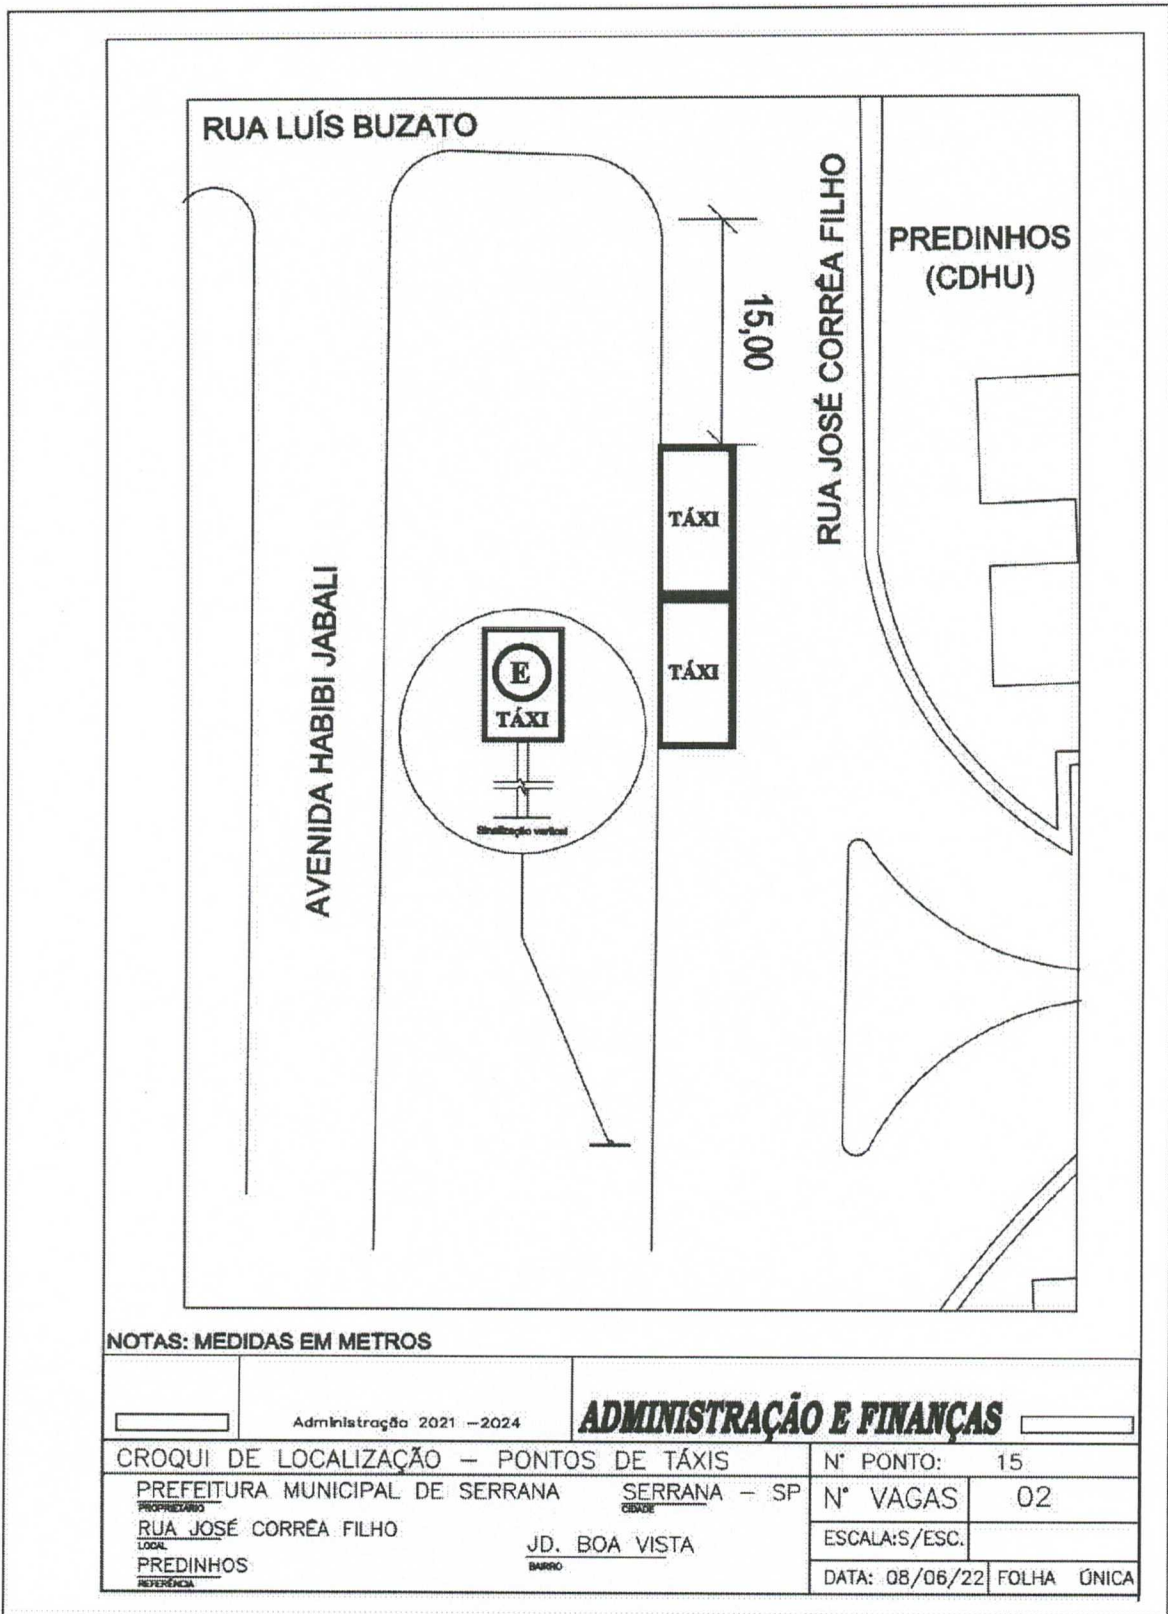 RUA LUÍS BUZATO
RUA JOSÉ CORRÊA FILHO
PREDINHOS
(CDHU)
15,00
TÁXI
TÁXI
AVENIDA HABIBI JABALI
E
TÁXI
Sinalização vertical
NOTAS: MEDIDAS EM METROS
Administração 2021 -2024
ADMINISTRAÇÃO E FINANÇAS
CROQUI DE LOCALIZAÇÃO - PONTOS DE TÁXIS
N° PONTO: 15
PREFEITURA MUNICIPAL DE SERRANA
PROPRIETÁRIO
SERRANA - SP
CIDADE
N° VAGAS 02
RUA JOSÉ CORRÊA FILHO
LOCAL
JD. BOA VISTA
BAIRRO
ESCALA:S/ESC.
PREDINHOS
REFERÊNCIA
DATA: 08/06/22 FOLHA ÚNICA